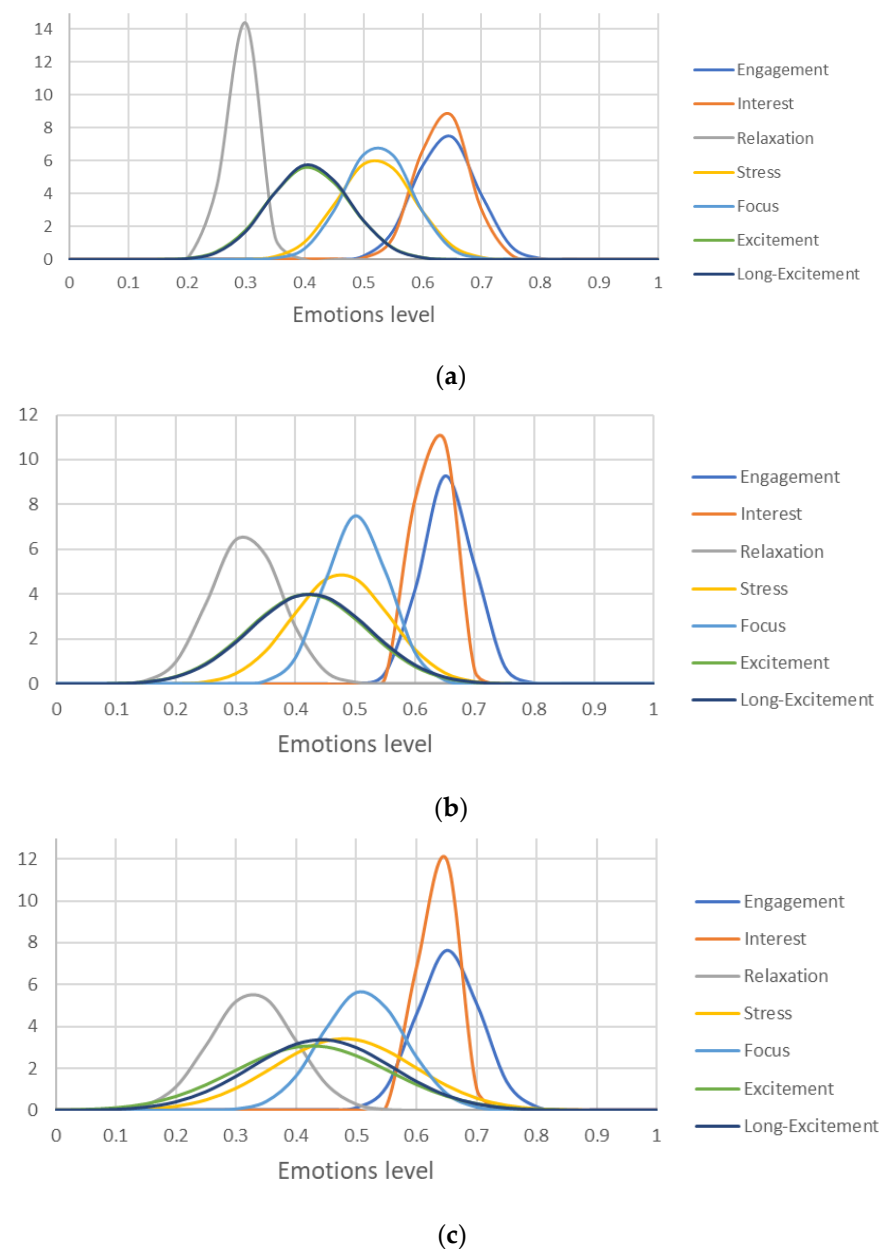 14
12
10
8
6
4
2
0
0 0.1 0.2 0.3 0.4 0.5 0.6 0.7 0.8 0.9 1
Emotions level
Engagement
Interest
Relaxation
Stress
Focus
Excitement
Long-Excitement
(a)
12
10
8
6
4
2
0
0 0.1 0.2 0.3 0.4 0.5 0.6 0.7 0.8 0.9 1
Emotions level
Engagement
Interest
Relaxation
Stress
Focus
Excitement
Long-Excitement
(b)
12
10
8
6
4
2
0
0 0.1 0.2 0.3 0.4 0.5 0.6 0.7 0.8 0.9 1
Emotions level
Engagement
Interest
Relaxation
Stress
Focus
Excitement
Long-Excitement
(c)